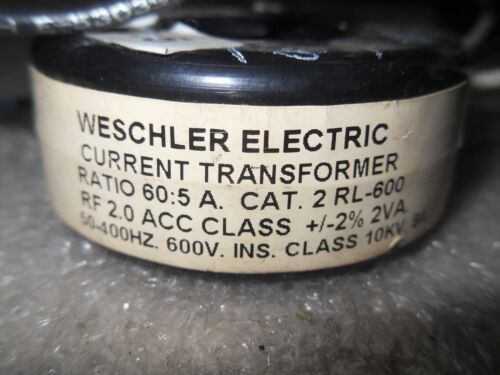 WESCHLER ELECTRIC
CURRENT TRANSFORMER
RATIO 60:5 A. CAT. 2 RL-600
RF 2.0 ACC CLASS +/-2% 2VA.
50-400HZ. 600V. INS. CLASS 10KV.